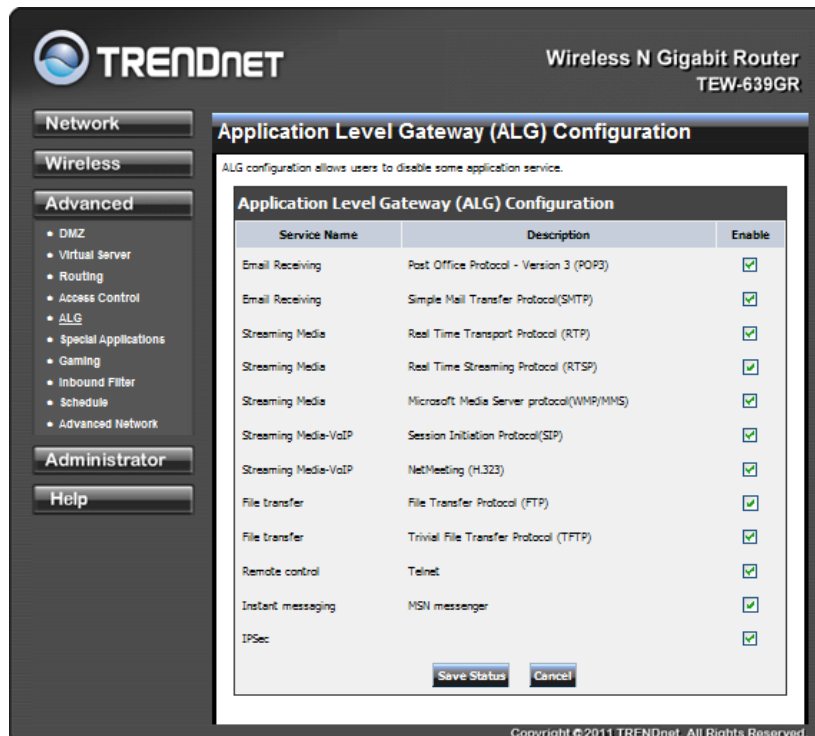 TRENDNET
Wireless N Gigabit Router
TEW-639GR
Network
Wireless
Advanced
DMZ
Virtual Server
Routing
Access Control
ALG
Special Applications
Gaming
Inbound Filter
Schedule
Advanced Network
Administrator
Help
Application Level Gateway (ALG) Configuration
ALG configuration allows users to disable some application service.
Application Level Gateway (ALG) Configuration
Service Name Description Enable
Email Receiving Post Office Protocol - Version 3 (POP3)
Email Receiving Simple Mail Transfer Protocol(SMTP)
Streaming Media Real Time Transport Protocol (RTP)
Streaming Media Real Time Streaming Protocol (RTSP)
Streaming Media Microsoft Media Server protocol(WMP/MMS)
Streaming Media-VoIP Session Initiation Protocol(SIP)
Streaming Media-VoIP NetMeeting (H.323)
File transfer File Transfer Protocol (FTP)
File transfer Trivial File Transfer Protocol (TFTP)
Remote control Telnet
Instant messaging MSN messenger
IPSec
Save Status Cancel
Copyright ©2011 TRENDnet. All Rights Reserved.